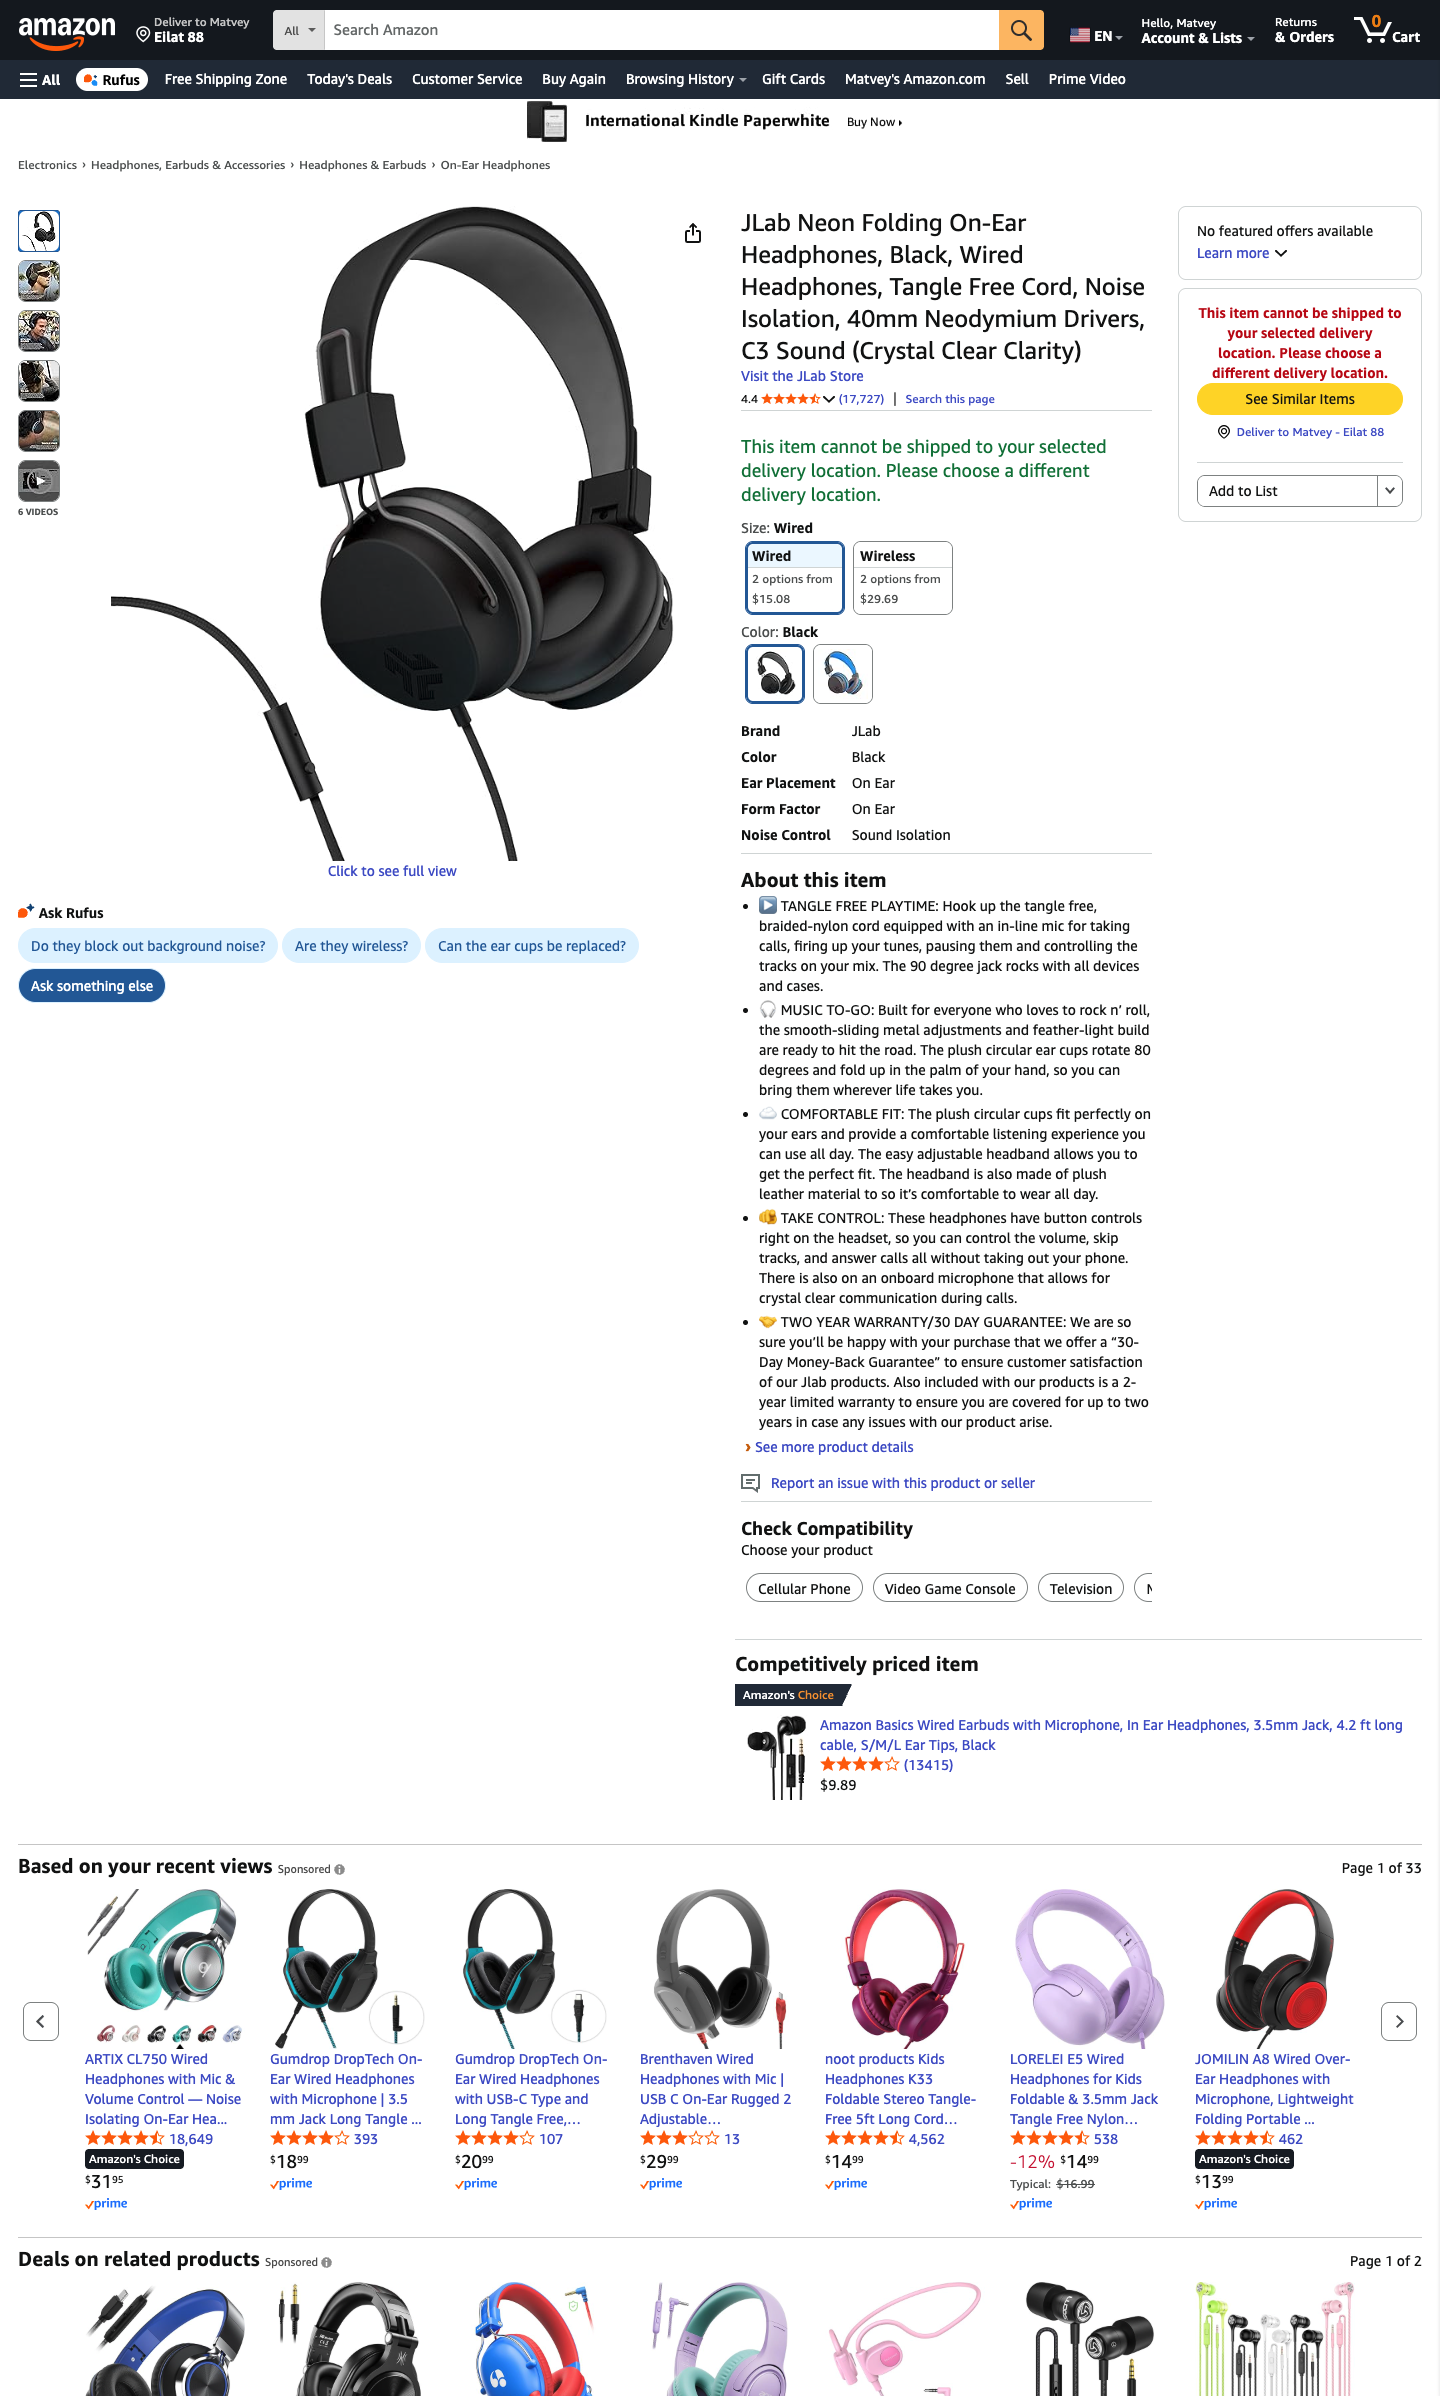 amazon
Deliver to Matvey
Eilat 88
All
Search Amazon
EN
Hello, Matvey
Account & Lists
Returns
& Orders
0
Cart
All
Rufus
Free Shipping Zone
Today's Deals
Customer Service
Buy Again
Browsing History
Gift Cards
Matvey's Amazon.com
Sell
Prime Video
International Kindle Paperwhite
Buy Now
Electronics › Headphones, Earbuds & Accessories › Headphones & Earbuds › On-Ear Headphones
6 VIDEOS
Click to see full view
Ask Rufus
Do they block out background noise?
Are they wireless?
Can the ear cups be replaced?
Ask something else
JLab Neon Folding On-Ear
Headphones, Black, Wired
Headphones, Tangle Free Cord, Noise
Isolation, 40mm Neodymium Drivers,
C3 Sound (Crystal Clear Clarity)
Visit the JLab Store
4.4 (17,727) | Search this page
This item cannot be shipped to your selected
delivery location. Please choose a different
delivery location.
Size: Wired
Wired
2 options from
$15.08
Wireless
2 options from
$29.69
Color: Black
Brand JLab
Color Black
Ear Placement On Ear
Form Factor On Ear
Noise Control Sound Isolation
About this item
• ▶️ TANGLE FREE PLAYTIME: Hook up the tangle free,
braided-nylon cord equipped with an in-line mic for taking
calls, firing up your tunes, pausing them and controlling the
tracks on your mix. The 90 degree jack rocks with all devices
and cases.
• 🎧 MUSIC TO-GO: Built for everyone who loves to rock n’ roll,
the smooth-sliding metal adjustments and feather-light build
are ready to hit the road. The plush circular ear cups rotate 80
degrees and fold up in the palm of your hand, so you can
bring them wherever life takes you.
• ☁️ COMFORTABLE FIT: The plush circular cups fit perfectly on
your ears and provide a comfortable listening experience you
can use all day. The easy adjustable headband allows you to
get the perfect fit. The headband is also made of plush
leather material to so it’s comfortable to wear all day.
• 🫵 TAKE CONTROL: These headphones have button controls
right on the headset, so you can control the volume, skip
tracks, and answer calls all without taking out your phone.
There is also on an onboard microphone that allows for
crystal clear communication during calls.
• 🤝 TWO YEAR WARRANTY/30 DAY GUARANTEE: We are so
sure you’ll be happy with your purchase that we offer a “30-
Day Money-Back Guarantee” to ensure customer satisfaction
of our Jlab products. Also included with our products is a 2-
year limited warranty to ensure you are covered for up to two
years in case any issues with our product arise.
› See more product details
Report an issue with this product or seller
Check Compatibility
Choose your product
Cellular Phone
Video Game Console
Television
No featured offers available
Learn more
This item cannot be shipped to
your selected delivery
location. Please choose a
different delivery location.
See Similar Items
Deliver to Matvey - Eilat 88
Add to List
Competitively priced item
Amazon's Choice
Amazon Basics Wired Earbuds with Microphone, In Ear Headphones, 3.5mm Jack, 4.2 ft long
cable, S/M/L Ear Tips, Black
(13415)
$9.89
Based on your recent views Sponsored
Page 1 of 33
ARTIX CL750 Wired
Headphones with Mic &
Volume Control — Noise
Isolating On-Ear Hea...
18,649
Amazon's Choice
$31.95
prime
Gumdrop DropTech On-
Ear Wired Headphones
with Microphone | 3.5
mm Jack Long Tangle ...
393
$18.99
prime
Gumdrop DropTech On-
Ear Wired Headphones
with USB-C Type and
Long Tangle Free,...
107
$20.99
prime
Brenthaven Wired
Headphones with Mic |
USB C On-Ear Rugged 2
Adjustable...
13
$29.99
prime
noot products Kids
Headphones K33
Foldable Stereo Tangle-
Free 5ft Long Cord...
4,562
$14.99
prime
LORELEI E5 Wired
Headphones for Kids
Foldable & 3.5mm Jack
Tangle Free Nylon...
538
-12% $14.99
Typical: $16.99
prime
JOMILIN A8 Wired Over-
Ear Headphones with
Microphone, Lightweight
Folding Portable ...
462
Amazon's Choice
$13.99
prime
Deals on related products Sponsored
Page 1 of 2